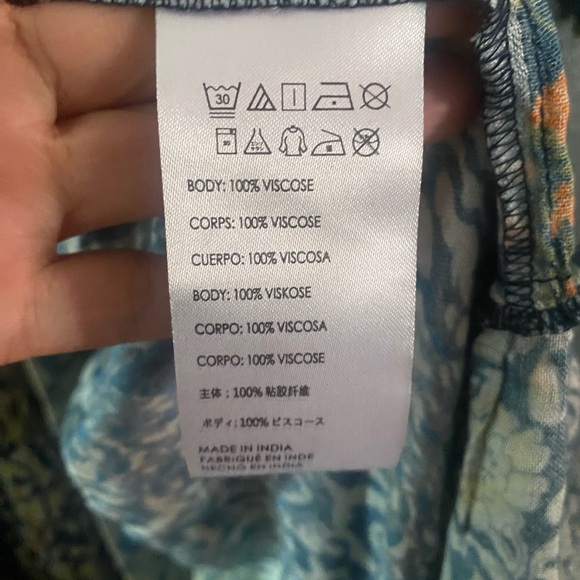 30
BODY: 100% VISCOSE
CORPS: 100% VISCOSE
CUERPO: 100% VISCOSA
BODY: 100% VISKOSE
CORPO: 100% VISCOSA
CORPO: 100% VISCOSE
主体 : 100% 粘胶纤维
ボディ: 100% ビスコース
MADE IN INDIA
FABRIQUÉ EN INDE
HECHO EN INDIA